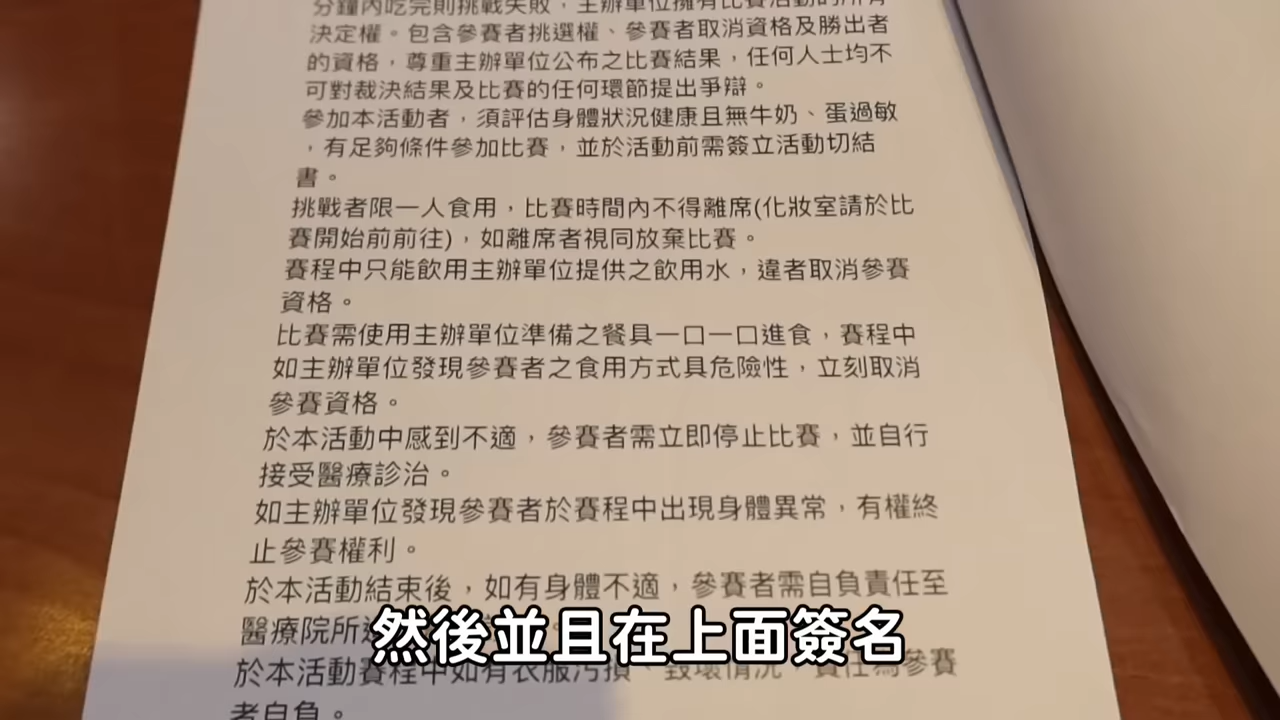 分鐘內吃完則挑戰失敗，主辦單位擁有比賽活動的所有
決定權。包含參賽者挑選權、參賽者取消資格及勝出者
的資格，尊重主辦單位公布之比賽結果，任何人士均不
可對裁決結果及比賽的任何環節提出爭辯。
參加本活動者，須評估身體狀況健康且無牛奶、蛋過敏
，有足夠條件參加比賽，並於活動前需簽立活動切結
書。
挑戰者限一人食用，比賽時間內不得離席(化妝室請於比
賽開始前前往)，如離席者視同放棄比賽。
賽程中只能飲用主辦單位提供之飲用水，違者取消參賽
資格。
比賽需使用主辦單位準備之餐具一口一口進食，賽程中
如主辦單位發現參賽者之食用方式具危險性，立刻取消
參賽資格。
於本活動中感到不適，參賽者需立即停止比賽，並自行
接受醫療診治。
如主辦單位發現參賽者於賽程中出現身體異常，有權終
止參賽權利。
於本活動結束後，如有身體不適，參賽者需自負責任至
醫療院所
然後並且在上面簽名
於本活動賽程中如有衣服污損、毀壞情況，責任為參賽
者自負。